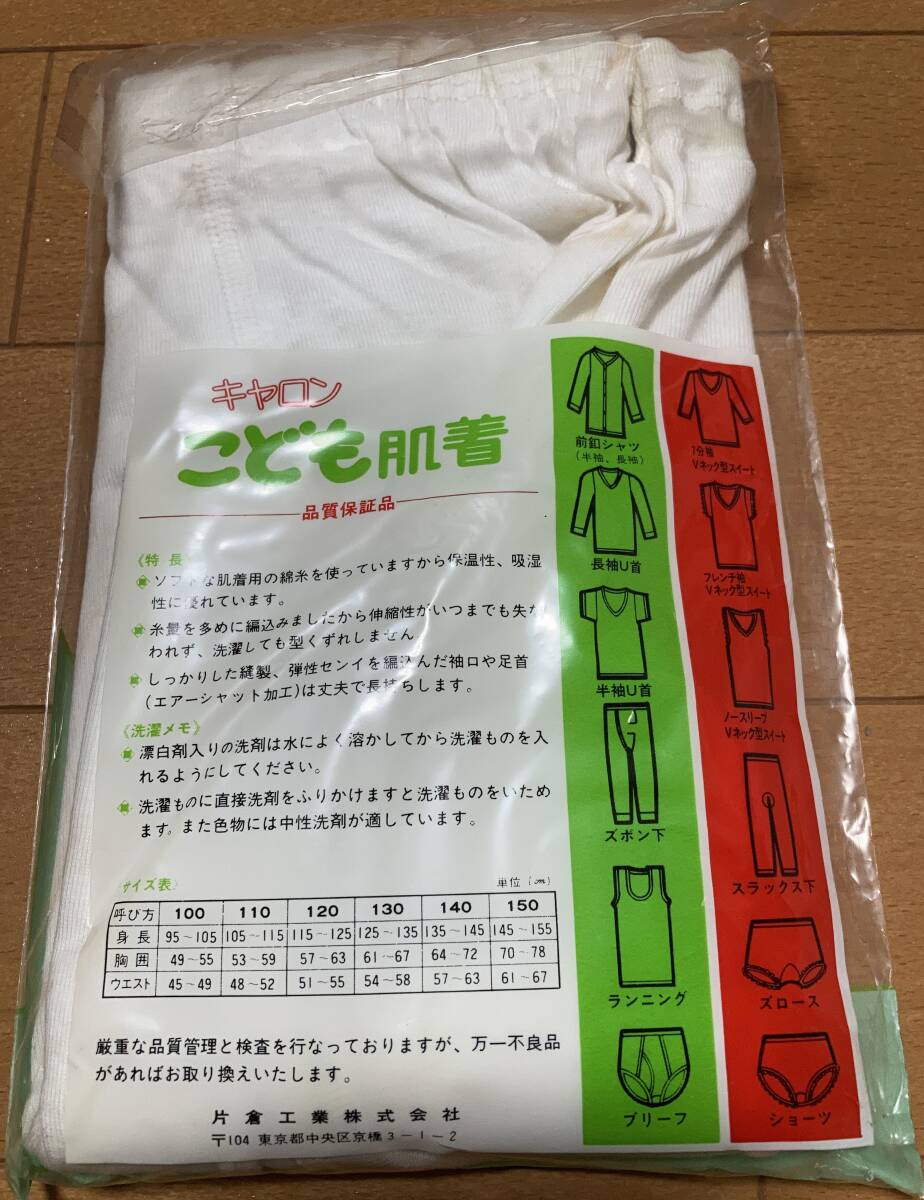 キャロン
こども肌着
品質保証品
《特長》
ソフトな肌着用の綿糸を使っていますから保温性、吸湿
性に優れています。
糸量を多めに編込みましたから伸縮性がいつまでも失な
われず、洗濯しても型くずれしません
しっかりした縫製、弾性センイを編込んだ袖口や足首
(エアーシャット加工)は丈夫で長持ちします。
《洗濯メモ》
漂白剤入りの洗剤は水によく溶かしてから洗濯ものを入
れるようにしてください。
洗濯ものに直接洗剤をふりかけますと洗濯ものをいため
ます。また色物には中性洗剤が適しています。
サイズ表》 単位(cm)
呼び方 100 110 120 130 140 150
身長 95~105 105~115 115~125 125~135 135~145 145~155
胸囲 49~55 53~59 57~63 61~67 64~72 70~78
ウエスト 45~49 48~52 51~55 54~58 57~63 61~67
厳重な品質管理と検査を行なっておりますが、万一不良品
があればお取り換えいたします。
片倉工業株式会社
〒104 東京都中央区京橋3-1-2
前釦シャツ
(半袖、長袖)
長袖U首
半袖U首
ズボン下
ランニング
ブリーフ
7分袖
Vネック型スイート
フレンチ袖
Vネック型スイート
ノースリーブ
Vネック型スイート
スラックス下
ズロース
ショーツ